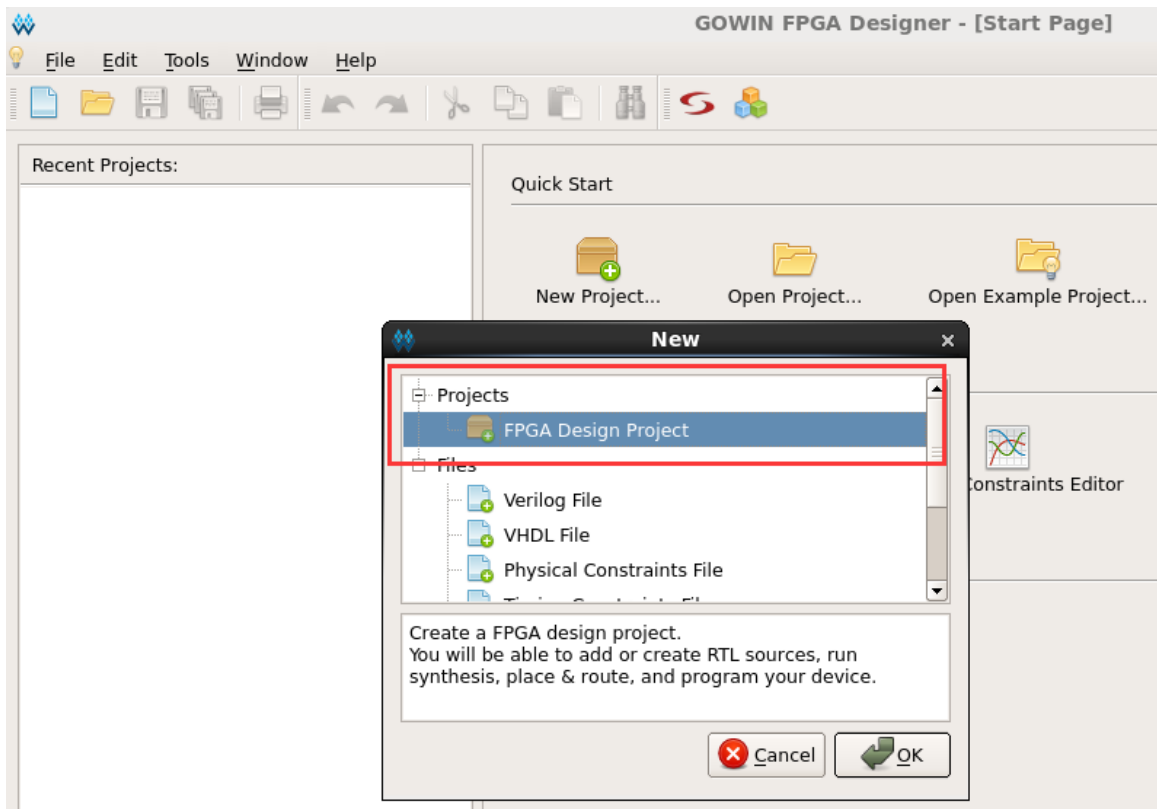 GOWIN FPGA Designer - [Start Page]
File Edit Tools Window Help
Recent Projects:
Quick Start
New Project... Open Project... Open Example Project...
New
Projects
FPGA Design Project
Files
Verilog File
VHDL File
Physical Constraints File
Constraints Editor
Create a FPGA design project.
You will be able to add or create RTL sources, run
synthesis, place & route, and program your device.
Cancel OK